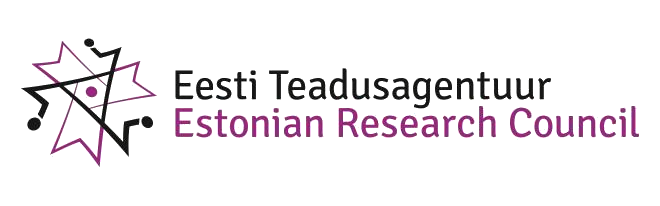 Eesti Teadusagentuur
Estonian Research Council